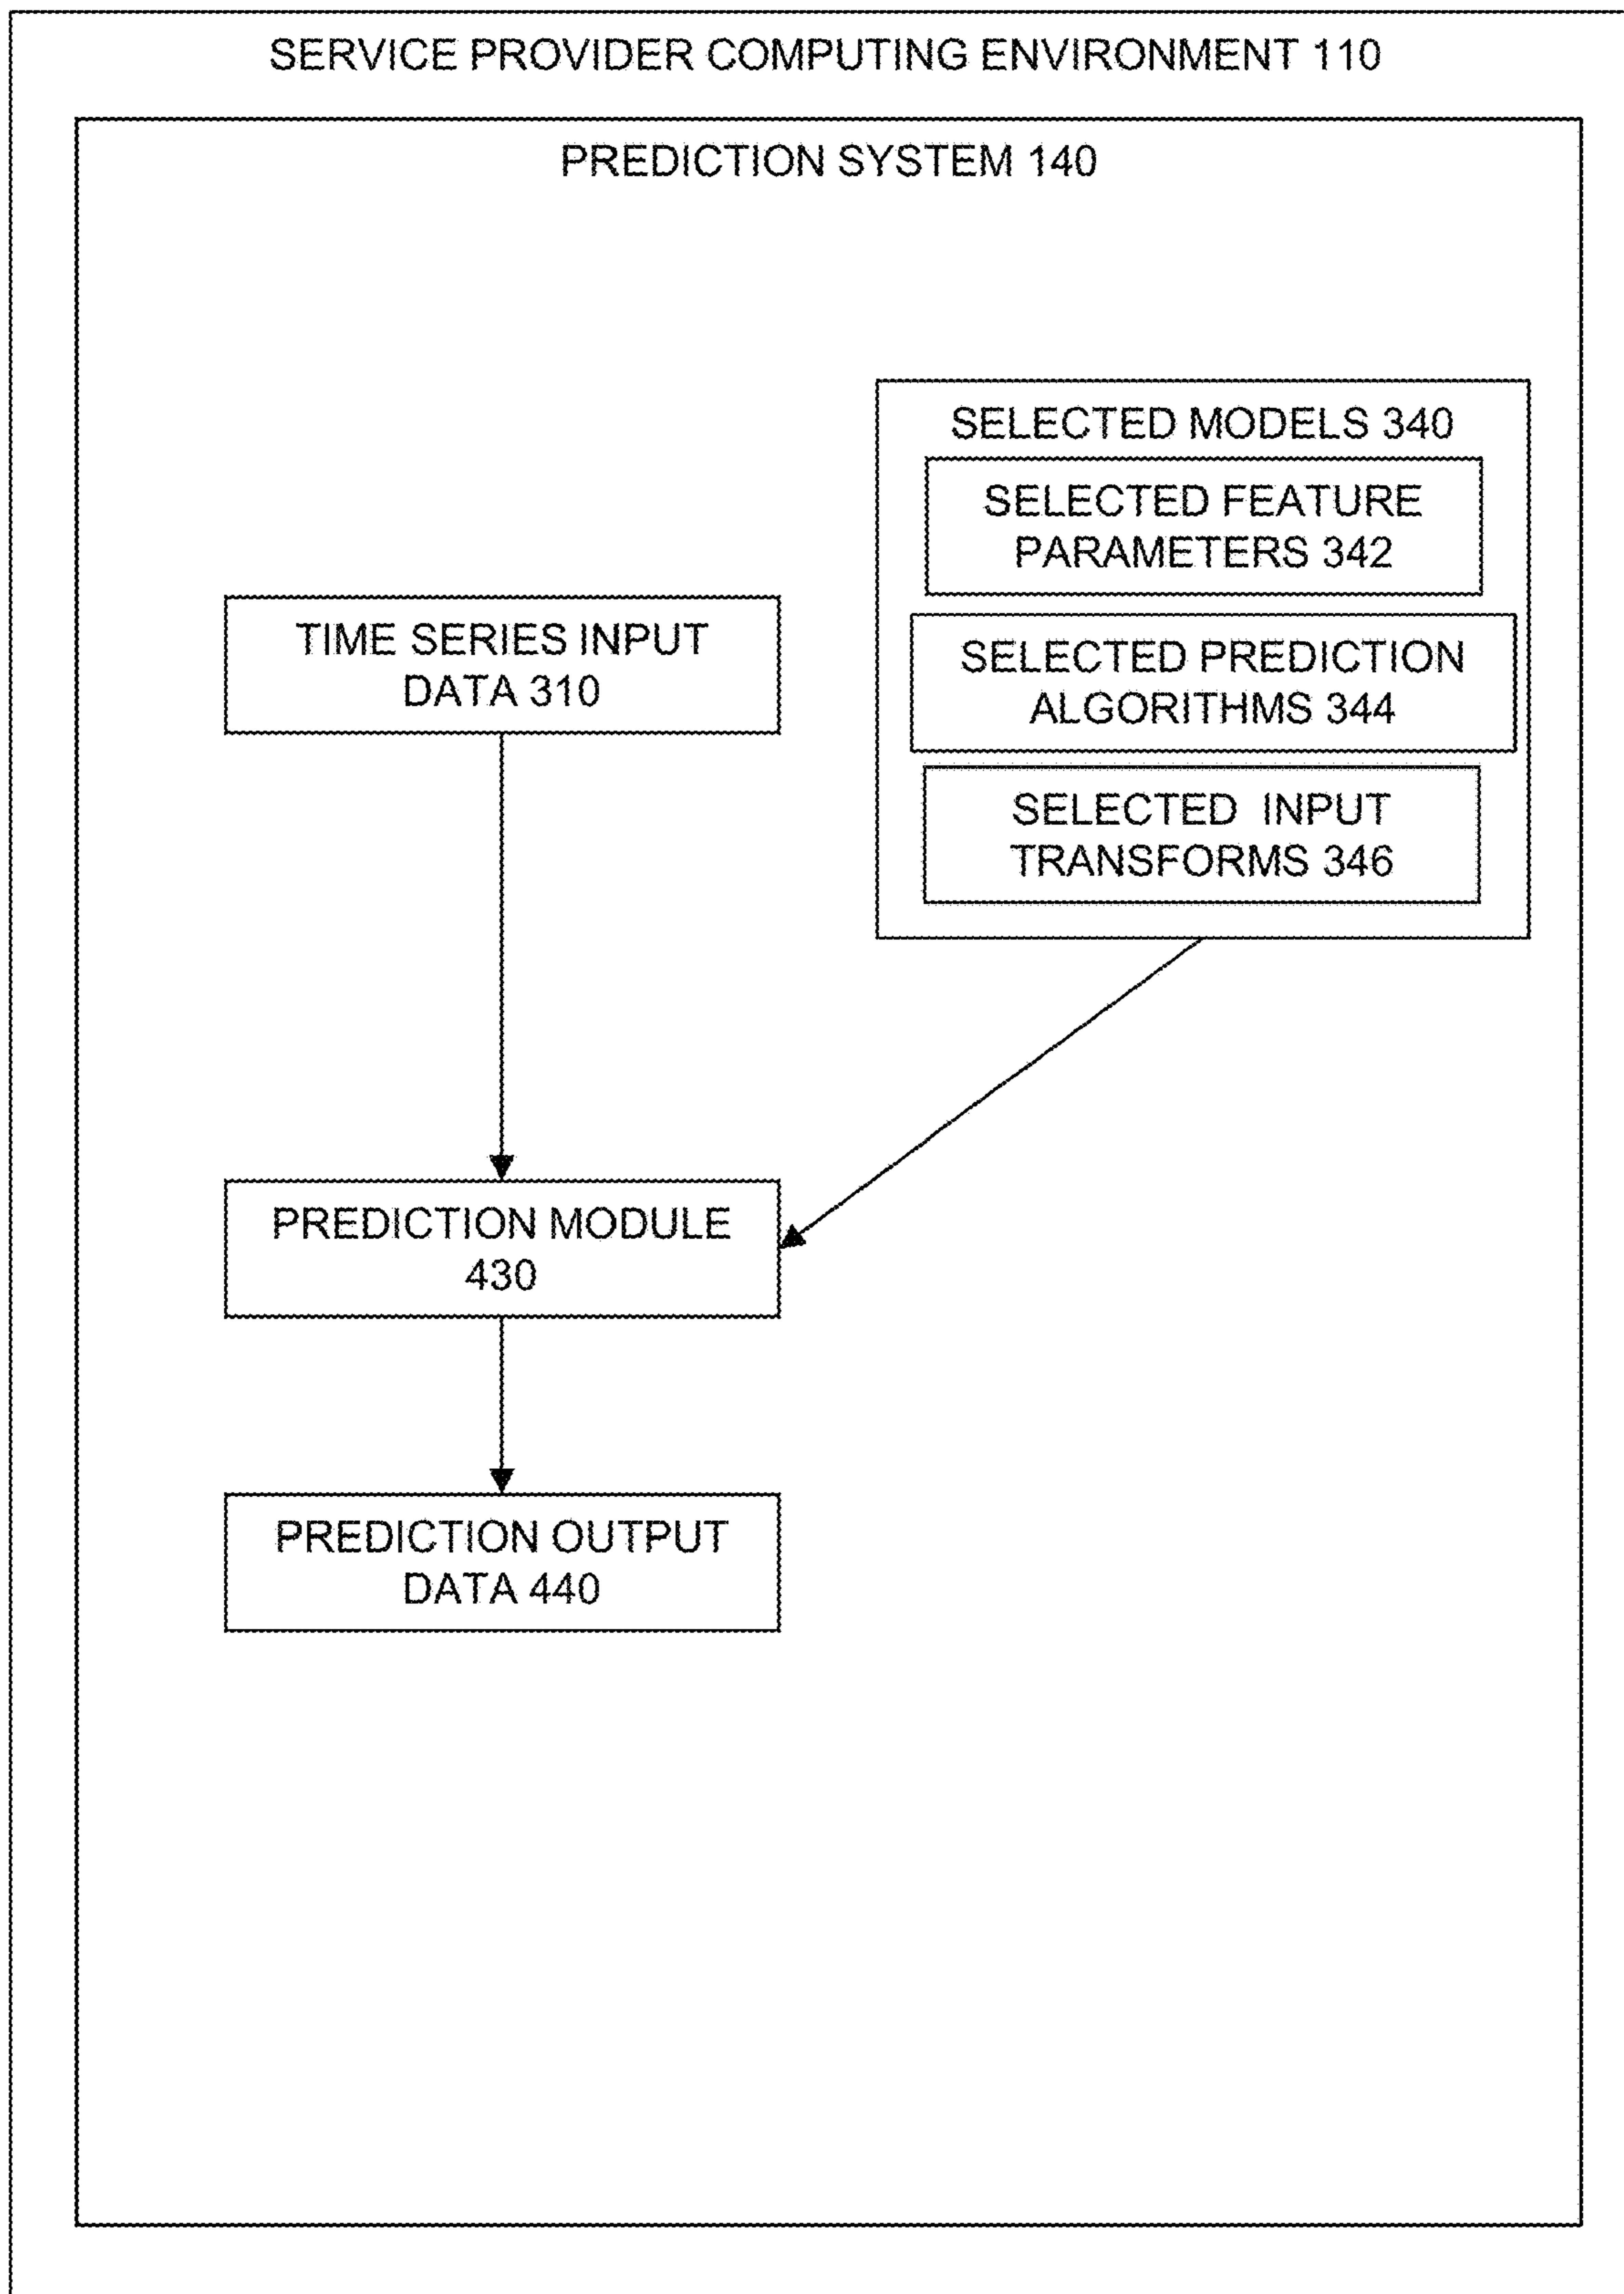 SERVICE PROVIDER COMPUTING ENVIRONMENT 110
PREDICTION SYSTEM 140
SELECTED MODELS 340
SELECTED FEATURE
PARAMETERS 342
SELECTED PREDICTION
ALGORITHMS 344
SELECTED INPUT
TRANSFORMS 346
TIME SERIES INPUT
DATA 310
PREDICTION MODULE
430
PREDICTION OUTPUT
DATA 440